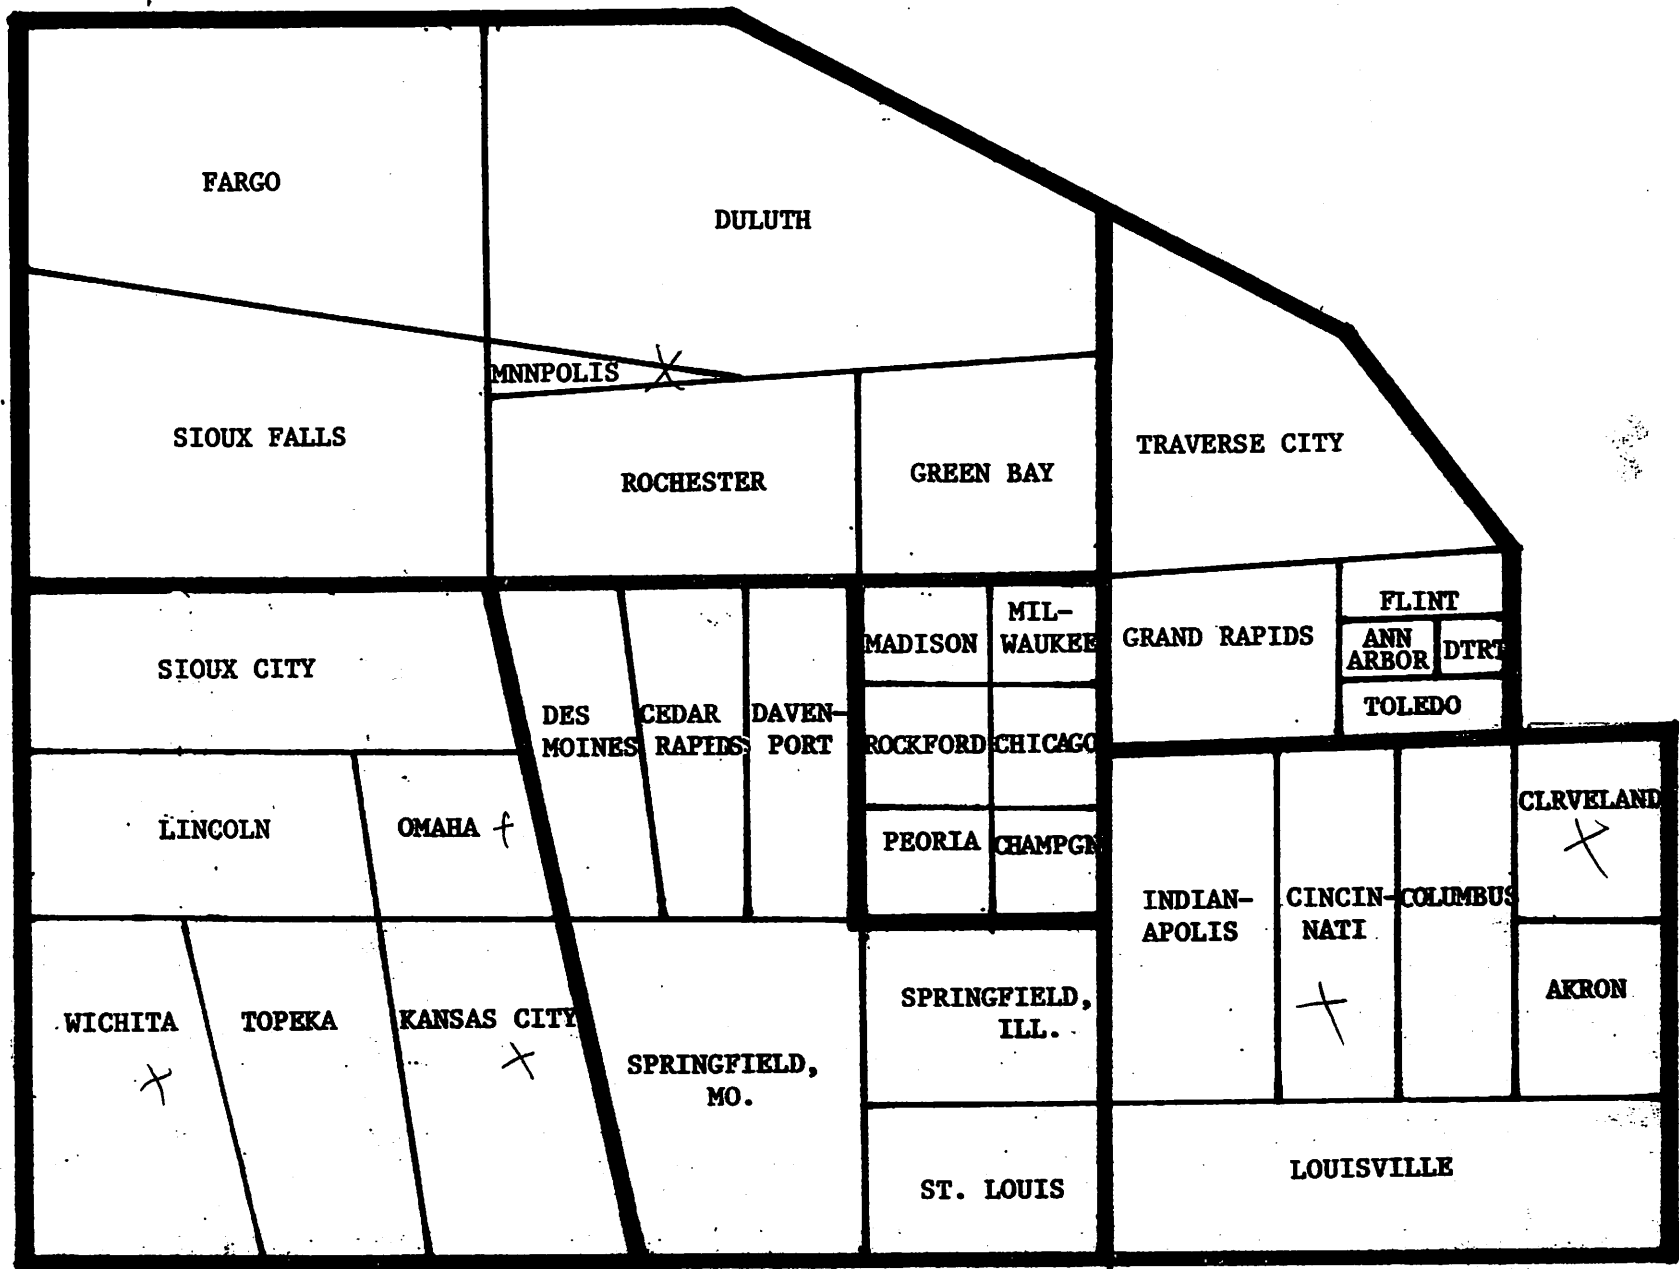 FARGO
DULUTH
MNNPOLIS
SIOUX FALLS
ROCHESTER
GREEN BAY
TRAVERSE CITY
SIOUX CITY
DES
MOINES
CEDAR
RAPIDS
DAVEN-
PORT
MADISON
MIL-
WAUKEE
GRAND RAPIDS
FLINT
ANN
ARBOR
DTRT
TOLEDO
ROCKFORD
CHICAGO
LINCOLN
OMAHA
PEORIA
CHAMPGN
INDIAN-
APOLIS
CINCIN-
NATI
COLUMBUS
CLRVELAND
AKRON
WICHITA
TOPEKA
KANSAS CITY
SPRINGFIELD,
MO.
SPRINGFIELD,
ILL.
ST. LOUIS
LOUISVILLE